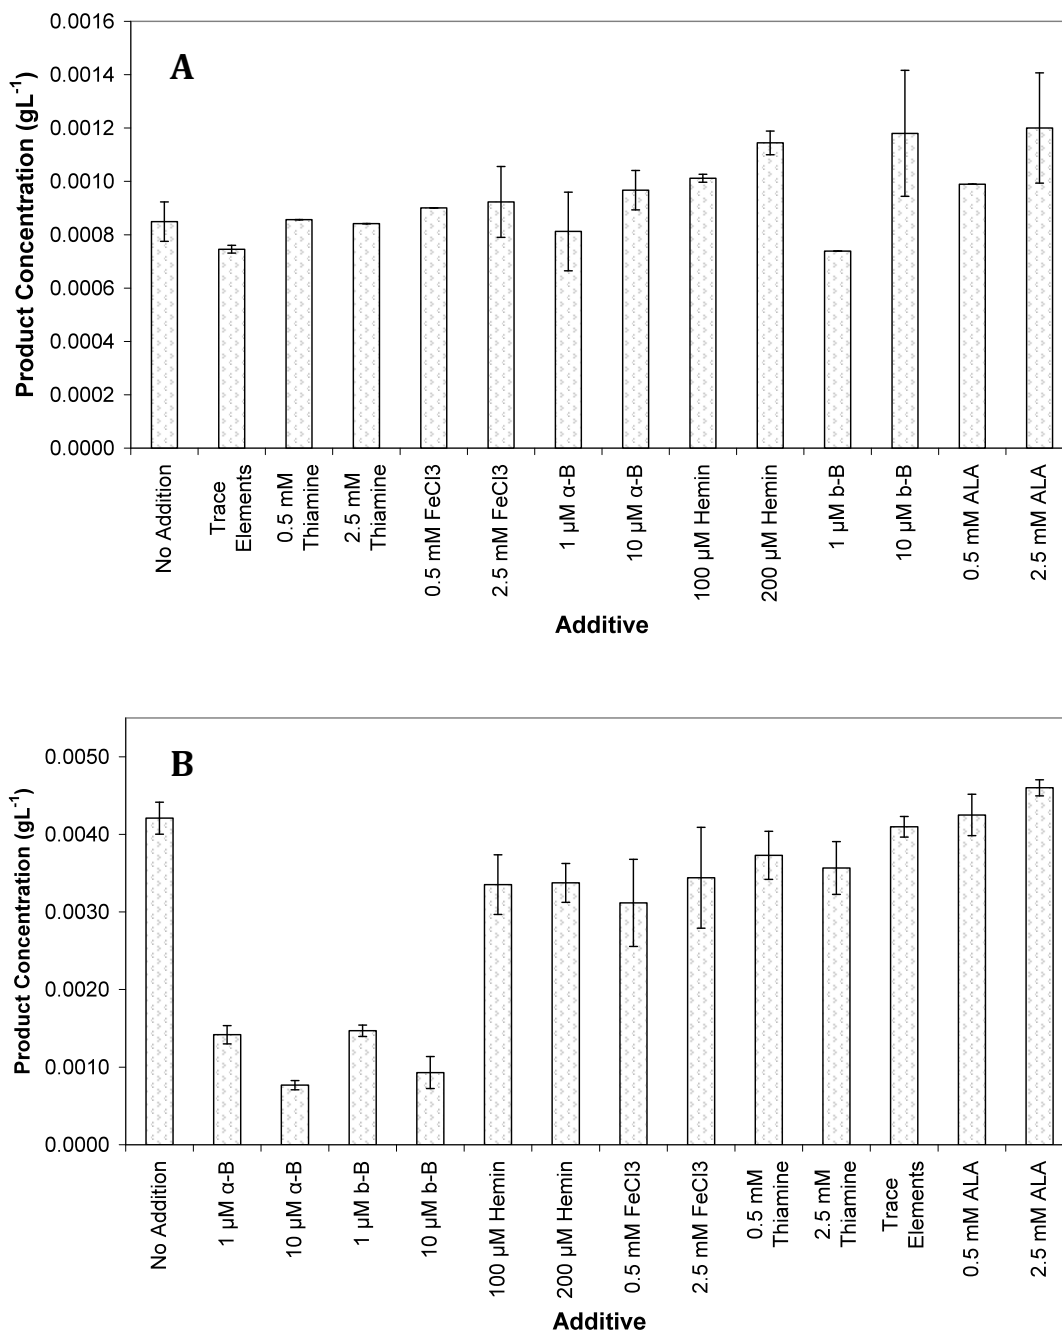 0.0016
A
0.0014
0.0012
0.0010
0.0008
0.0006
0.0004
0.0002
0.0000
Product Concentration (gL-1)
No Addition
Trace
Elements
0.5 mM
Thiamine
2.5 mM
Thiamine
0.5 mM FeCl3
2.5 mM FeCl3
1 µM α-B
10 µM α-B
100 µM Hemin
200 µM Hemin
1 µM b-B
10 µM b-B
0.5 mM ALA
2.5 mM ALA
Additive
B
0.0050
0.0040
0.0030
0.0020
0.0010
0.0000
Product Concentration (gL-1)
No Addition
1 µM α-B
10 µM α-B
1 µM b-B
10 µM b-B
100 µM Hemin
200 µM Hemin
0.5 mM FeCl3
2.5 mM FeCl3
0.5 mM
Thiamine
2.5 mM
Thiamine
Trace
Elements
0.5 mM ALA
2.5 mM ALA
Additive